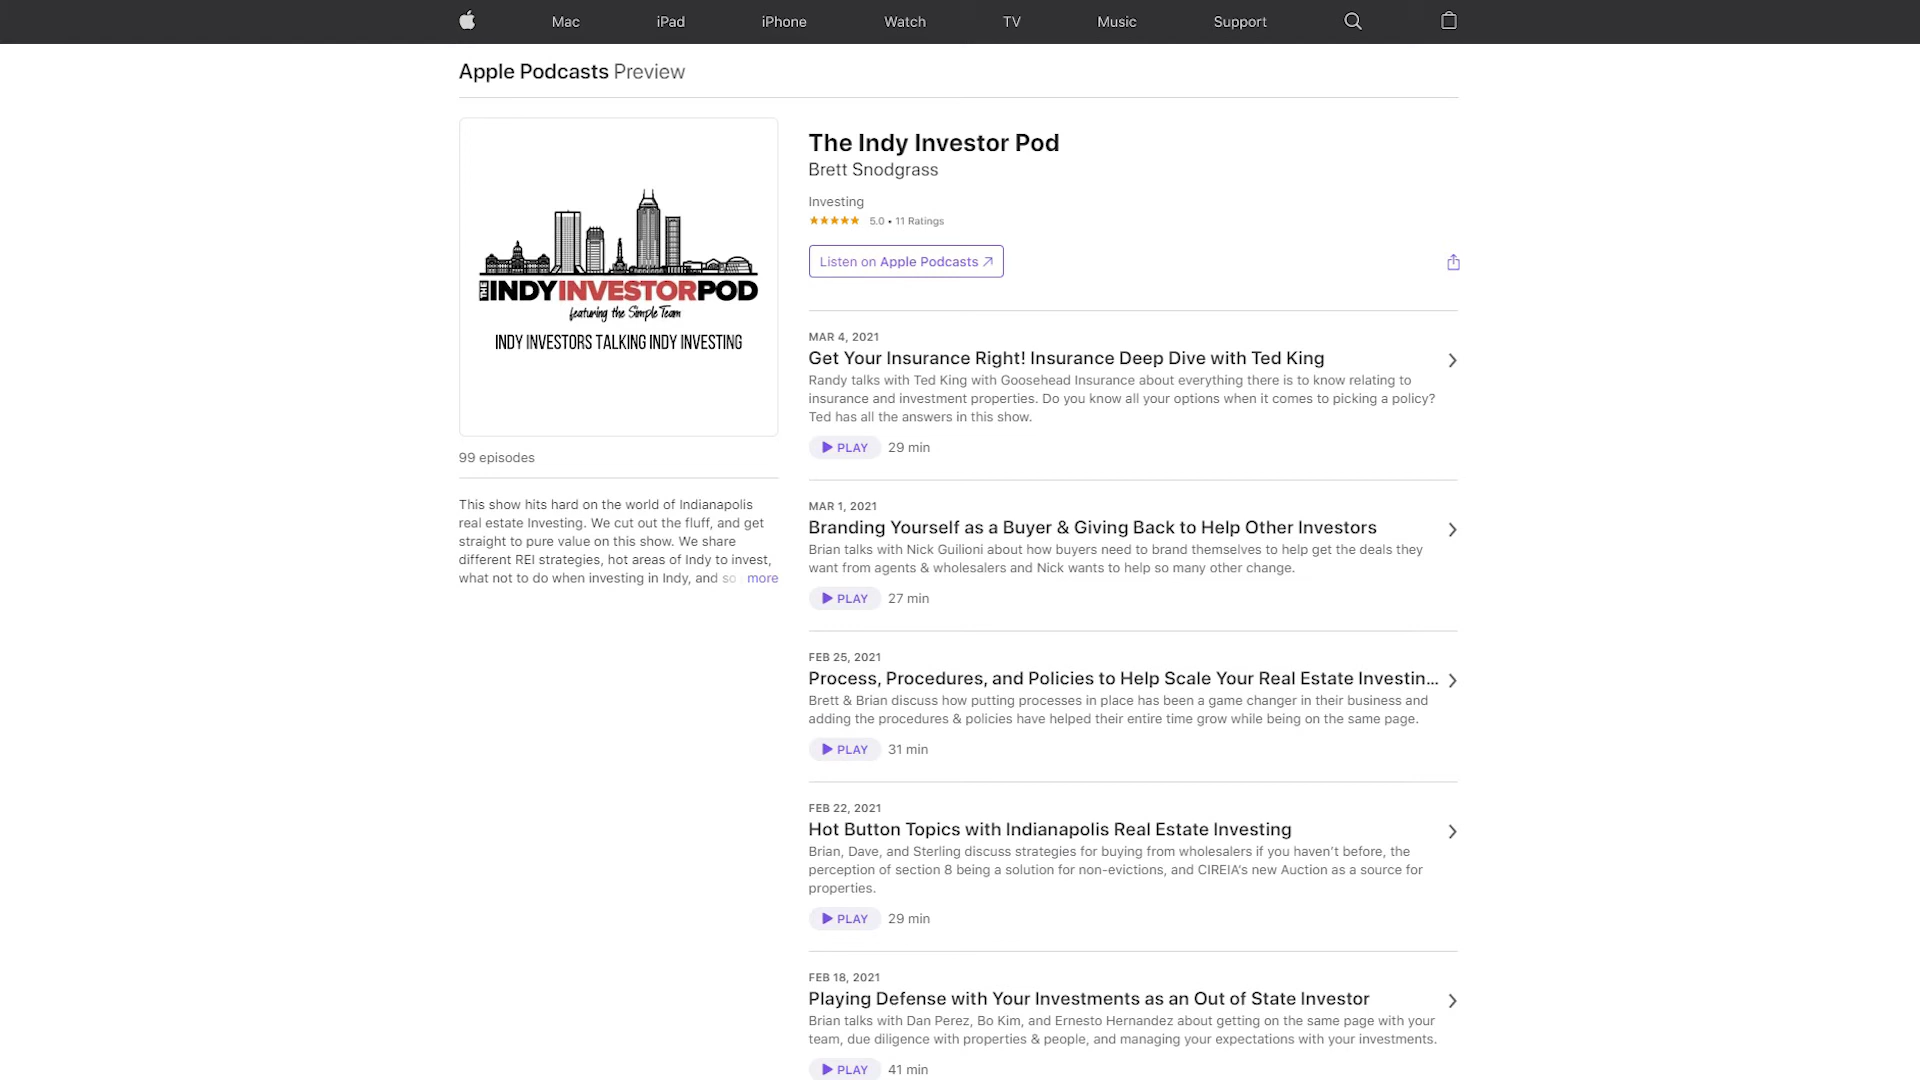 Mac iPad iPhone Watch TV Music Support
Apple Podcasts Preview
THE INDYINVESTORPOD
featuring the Simple Team
INDY INVESTORS TALKING INDY INVESTING
99 episodes
This show hits hard on the world of Indianapolis
real estate Investing. We cut out the fluff, and get
straight to pure value on this show. We share
different REI strategies, hot areas of Indy to invest,
what not to do when investing in Indy, and so more
The Indy Investor Pod
Brett Snodgrass
Investing
★★★★★ 5.0 • 11 Ratings
Listen on Apple Podcasts ↗
MAR 4, 2021
Get Your Insurance Right! Insurance Deep Dive with Ted King
Randy talks with Ted King with Goosehead Insurance about everything there is to know relating to
insurance and investment properties. Do you know all your options when it comes to picking a policy?
Ted has all the answers in this show.
PLAY 29 min
MAR 1, 2021
Branding Yourself as a Buyer & Giving Back to Help Other Investors
Brian talks with Nick Guilioni about how buyers need to brand themselves to help get the deals they
want from agents & wholesalers and Nick wants to help so many other change.
PLAY 27 min
FEB 25, 2021
Process, Procedures, and Policies to Help Scale Your Real Estate Investin...
Brett & Brian discuss how putting processes in place has been a game changer in their business and
adding the procedures & policies have helped their entire time grow while being on the same page.
PLAY 31 min
FEB 22, 2021
Hot Button Topics with Indianapolis Real Estate Investing
Brian, Dave, and Sterling discuss strategies for buying from wholesalers if you haven't before, the
perception of section 8 being a solution for non-evictions, and CIREIA's new Auction as a source for
properties.
PLAY 29 min
FEB 18, 2021
Playing Defense with Your Investments as an Out of State Investor
Brian talks with Dan Perez, Bo Kim, and Ernesto Hernandez about getting on the same page with your
team, due diligence with properties & people, and managing your expectations with your investments.
PLAY 41 min